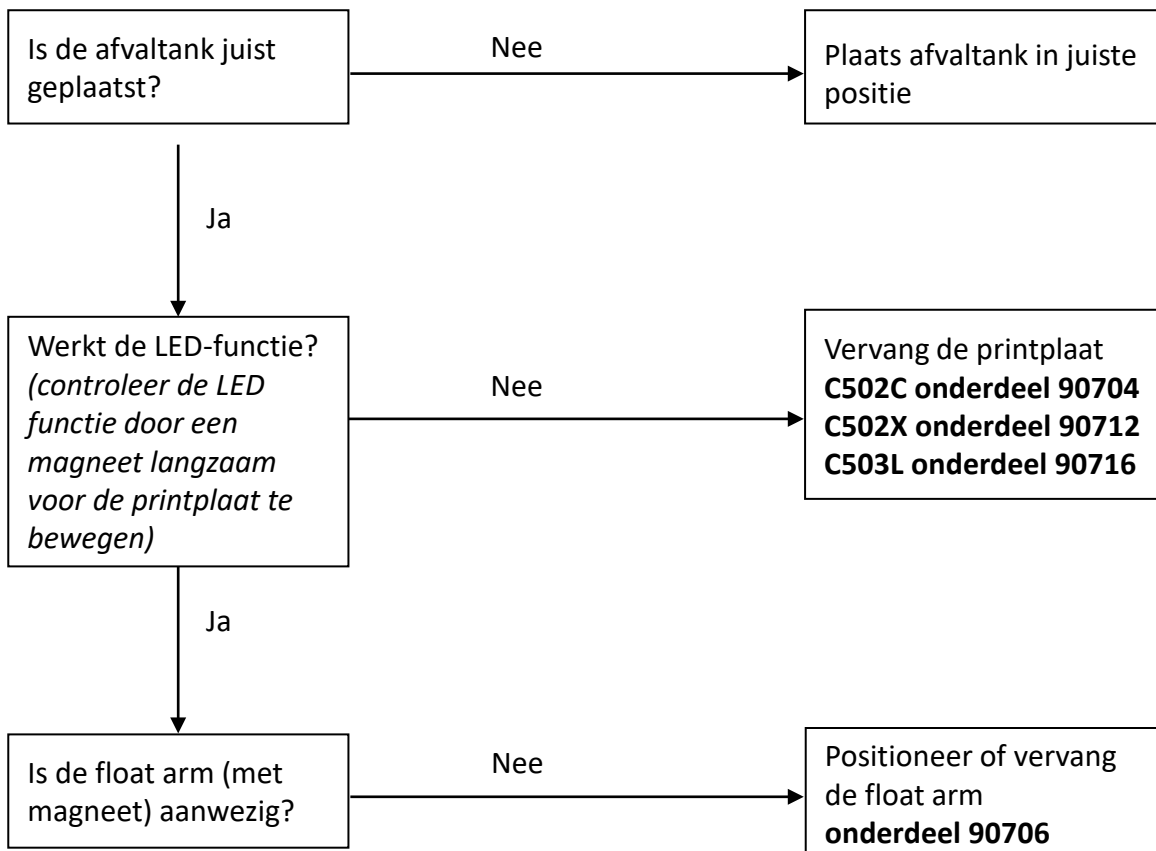 Is de afvaltank juist
geplaatst?
Nee
Plaats afvaltank in juiste
positie
Ja
Werkt de LED-functie?
(controleer de LED
functie door een
magneet langzaam
voor de printplaat te
bewegen)
Nee
Vervang de printplaat
C502C onderdeel 90704
C502X onderdeel 90712
C503L onderdeel 90716
Ja
Is de float arm (met
magneet) aanwezig?
Nee
Positioneer of vervang
de float arm
onderdeel 90706